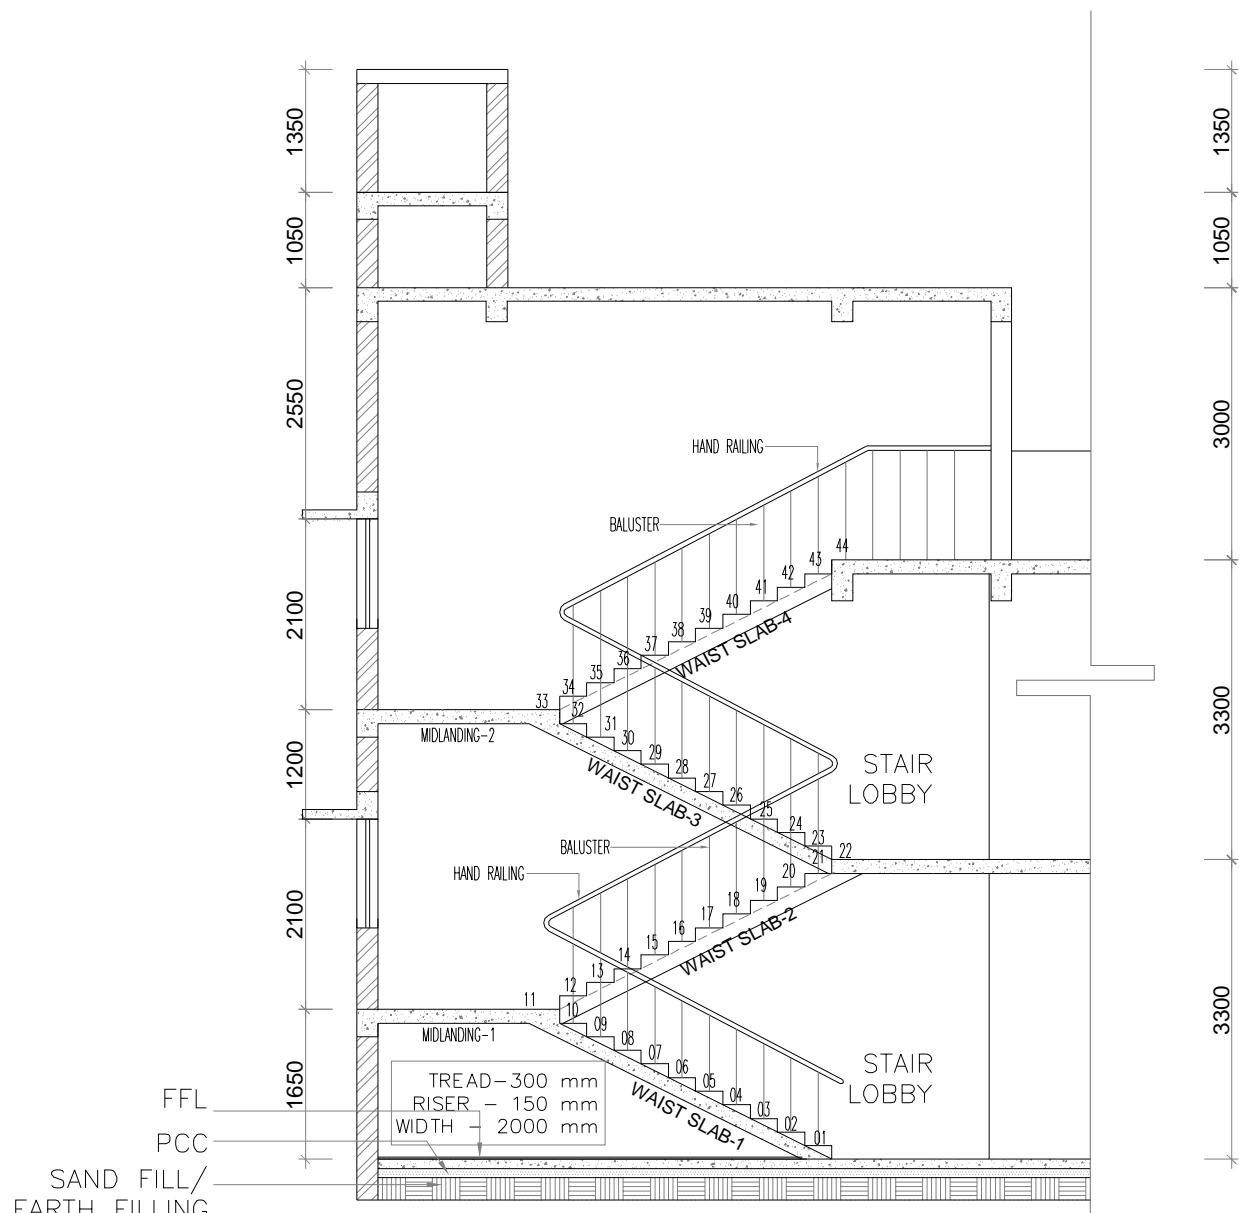 1350
1350
1050
1050
2550
3000
HAND RAILING
BALUSTER
44
43
42
41
40
39
38
37
36
35
34
33
WAIST SLAB-4
2100
32
31
30
29
28
27
26
25
24
23
22
MIDLANDING-2
WAIST SLAB-3
STAIR
LOBBY
3300
1200
BALUSTER
HAND RAILING
21
20
19
18
17
16
15
14
13
12
11
WAIST SLAB-2
2100
10
09
08
07
06
05
04
03
02
01
MIDLANDING-1
WAIST SLAB-1
STAIR
LOBBY
3300
1650
TREAD-300 mm
RISER - 150 mm
WIDTH - 2000 mm
FFL
PCC
SAND FILL/
EARTH FILLING